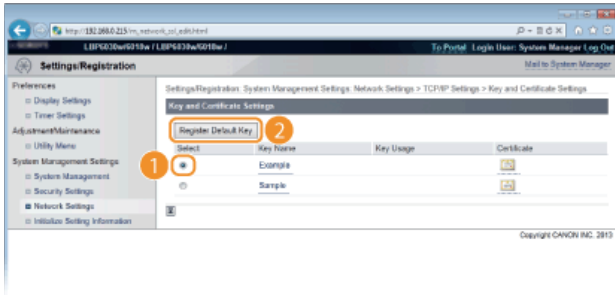 http://192.168.0.215/m_network_ssl_edit.html
LBP6030w/6018w / LBP6030w/6018w /
To Portal Login User: System Manager Log Out
Settings/Registration
Mail to System Manager
Preferences
Display Settings
Timer Settings
Adjustment/Maintenance
Utility Menu
System Management Settings
System Management
Security Settings
Network Settings
Initialize Setting Information
Settings/Registration: System Management Settings: Network Settings > TCP/IP Settings > Key and Certificate Settings
Key and Certificate Settings
Register Default Key
2
Select Key Name Key Usage Certificate
1
Example
Sample
Copyright CANON INC. 2013